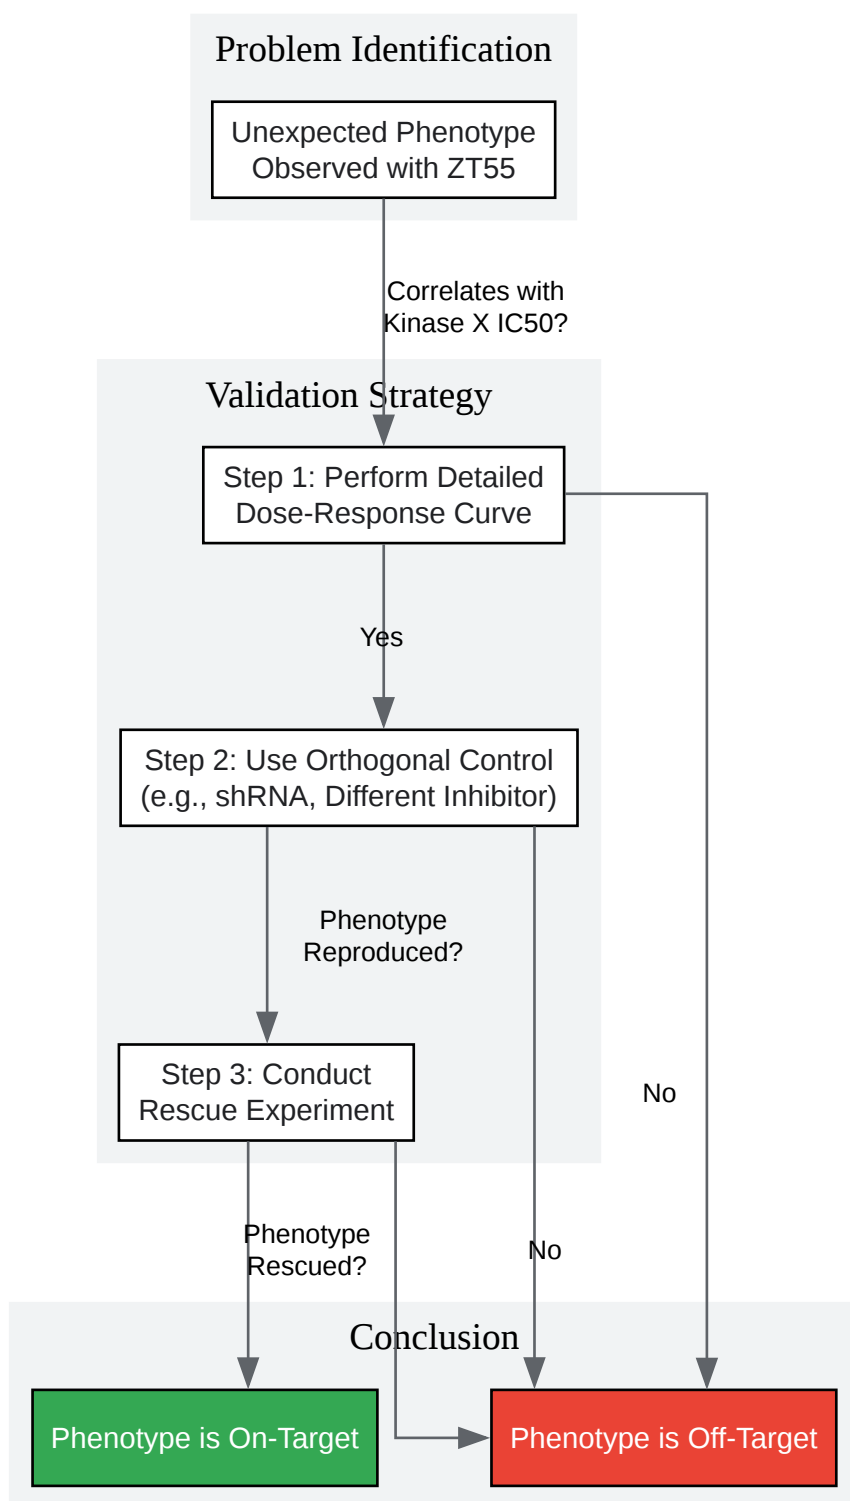 Problem Identification
Unexpected Phenotype
Observed with ZT55
Correlates with
Kinase X IC50?
Validation Strategy
Step 1: Perform Detailed
Dose-Response Curve
Yes
Step 2: Use Orthogonal Control
(e.g., shRNA, Different Inhibitor)
Phenotype
Reproduced?
Step 3: Conduct
Rescue Experiment
No
Phenotype
Rescued?
No
Conclusion
Phenotype is On-Target
Phenotype is Off-Target